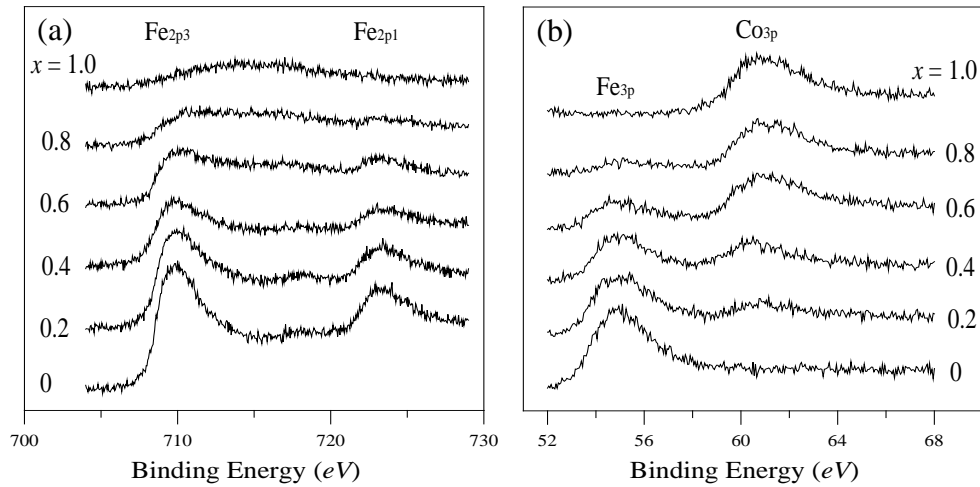 (a) Fe2p3 Fe2p1
x = 1.0
0.8
0.6
0.4
0.2
0
700 710 720 730
Binding Energy (eV)
(b) Co3p
Fe3p x = 1.0
0.8
0.6
0.4
0.2
0
52 56 60 64 68
Binding Energy (eV)